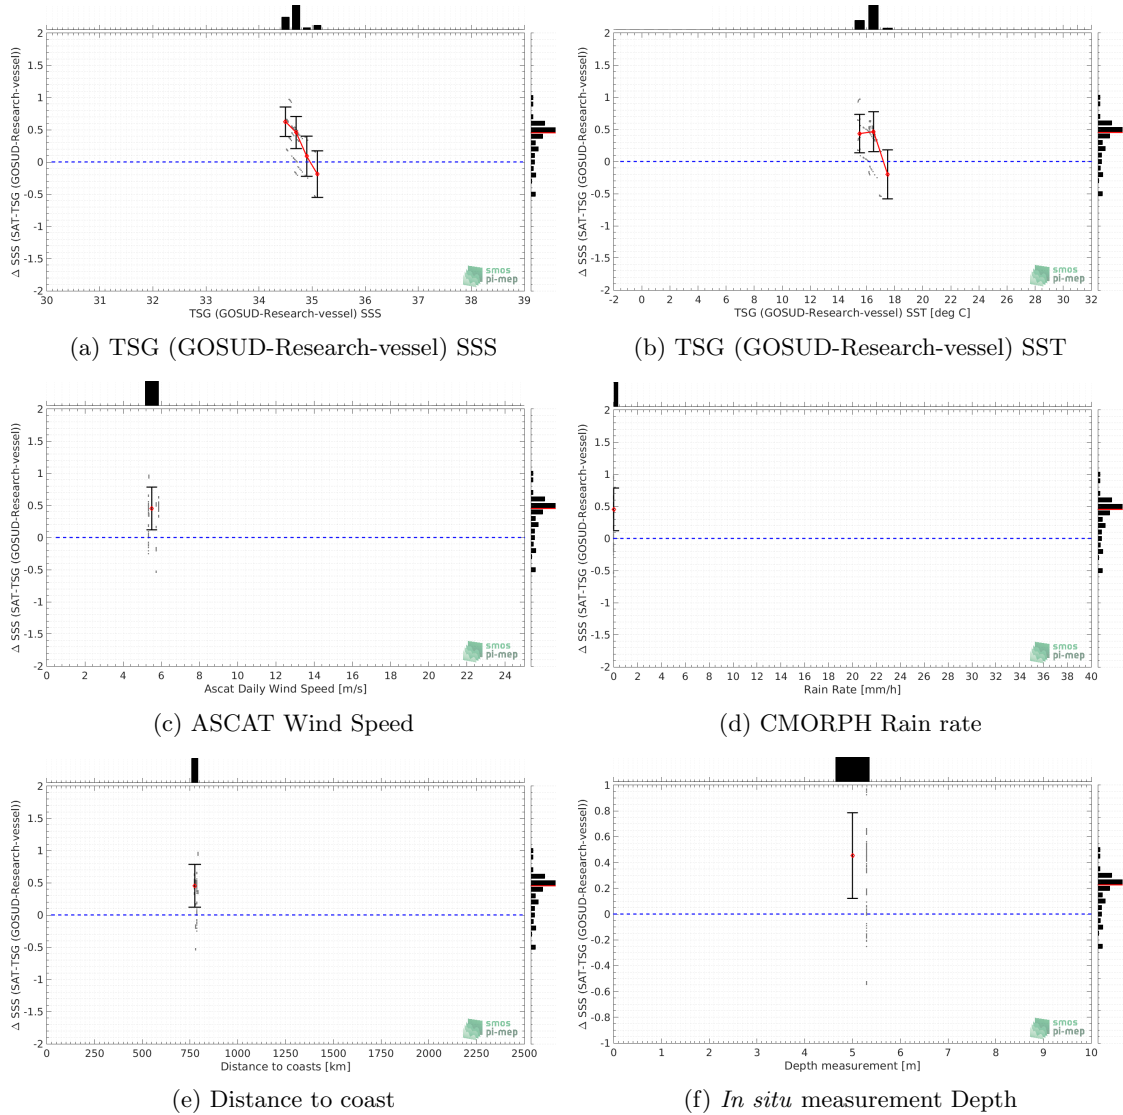 2
1.5
1
0.5
0
-0.5
-1
-1.5
-2
Δ SSS (SAT-TSG (GOSUD-Research-vessel))
30 31 32 33 34 35 36 37 38 39
TSG (GOSUD-Research-vessel) SSS
smos
pi-mep
(a) TSG (GOSUD-Research-vessel) SSS
2
1.5
1
0.5
0
-0.5
-1
-1.5
-2
Δ SSS (SAT-TSG (GOSUD-Research-vessel))
-2 0 2 4 6 8 10 12 14 16 18 20 22 24 26 28 30 32
TSG (GOSUD-Research-vessel) SST [deg C]
smos
pi-mep
(b) TSG (GOSUD-Research-vessel) SST
2
1.5
1
0.5
0
-0.5
-1
-1.5
-2
Δ SSS (SAT-TSG (GOSUD-Research-vessel))
0 2 4 6 8 10 12 14 16 18 20 22 24
Ascat Daily Wind Speed [m/s]
smos
pi-mep
(c) ASCAT Wind Speed
2
1.5
1
0.5
0
-0.5
-1
-1.5
-2
Δ SSS (SAT-TSG (GOSUD-Research-vessel))
0 2 4 6 8 10 12 14 16 18 20 22 24 26 28 30 32 34 36 38 40
Rain Rate [mm/h]
smos
pi-mep
(d) CMORPH Rain rate
2
1.5
1
0.5
0
-0.5
-1
-1.5
-2
Δ SSS (SAT-TSG (GOSUD-Research-vessel))
0 250 500 750 1000 1250 1500 1750 2000 2250 2500
Distance to coasts [km]
smos
pi-mep
(e) Distance to coast
1
0.8
0.6
0.4
0.2
0
-0.2
-0.4
-0.6
-0.8
-1
Δ SSS (SAT-TSG (GOSUD-Research-vessel))
0 1 2 3 4 5 6 7 8 9 10
Depth measurement [m]
smos
pi-mep
(f) In situ measurement Depth